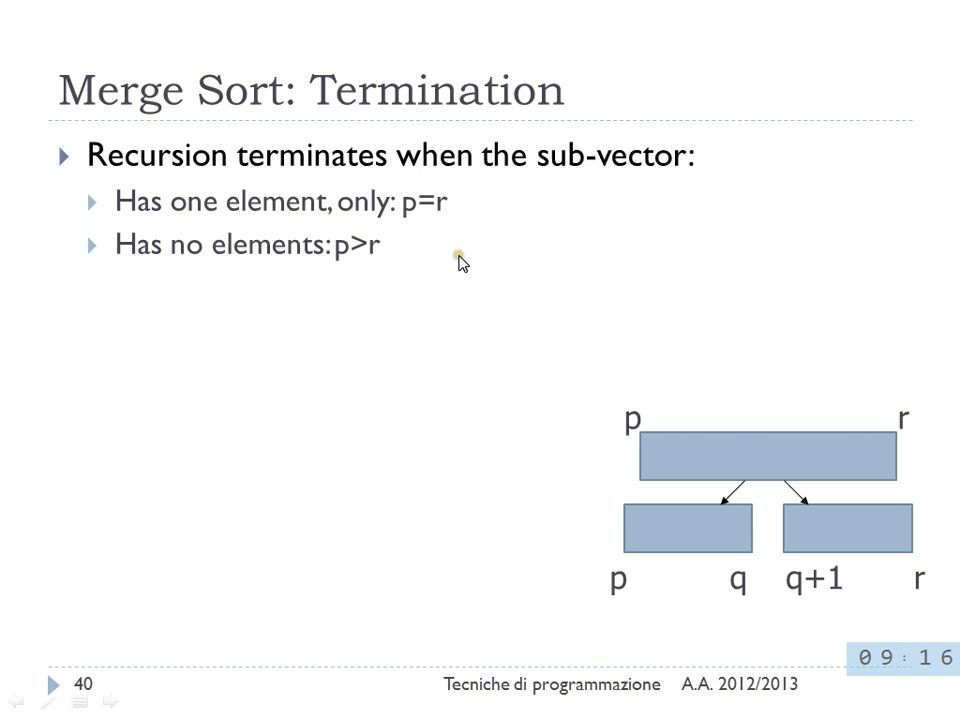 Merge Sort: Termination
Recursion terminates when the sub-vector:
Has one element, only: p=r
Has no elements: p>r
p r
p q q+1 r
09:16
40 Tecniche di programmazione A.A. 2012/2013